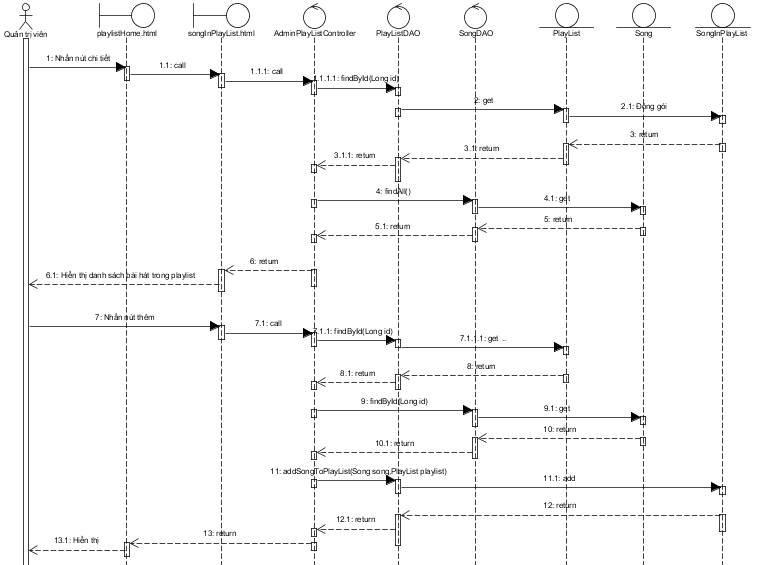 Quản trị viên
playlistHome.html
songInPlayList.html
AdminPlayListController
PlayListDAO
SongDAO
PlayList
Song
SongInPlayList
1: Nhấn nút chi tiết
1.1: call
1.1.1: call
1.1.1.1: findById(Long id)
2: get
2.1: Đóng gói
3: return
3.1: return
3.1.1: return
4: findAll()
4.1: get
5: return
5.1: return
6: return
6.1: Hiển thị danh sách bài hát trong playlist
7: Nhấn nút thêm
7.1: call
7.1.1: findById(Long id)
7.1.1.1: get ..
8: return
8.1: return
9: findById(Long id)
9.1: get
10: return
10.1: return
11: addSongToPlayList(Song song,PlayList playlist)
11.1: add
12: return
12.1: return
13: return
13.1: Hiển thị